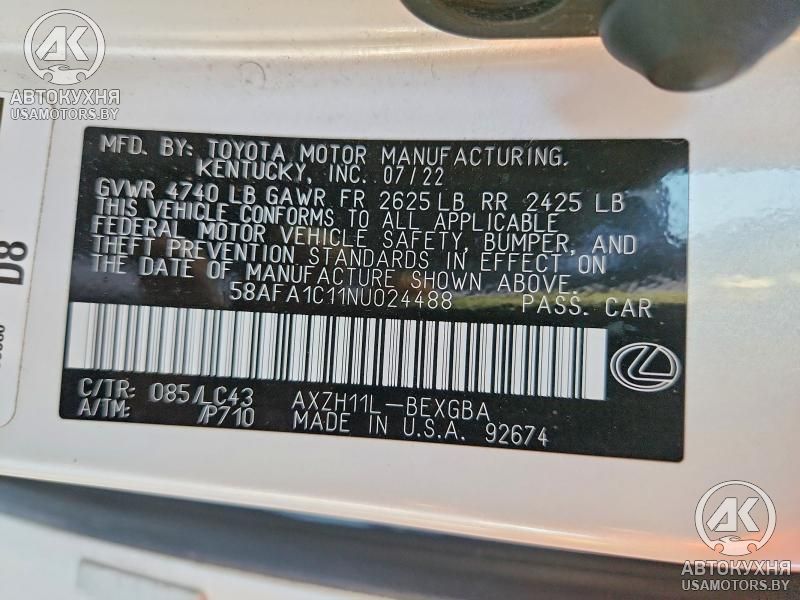 AK
АВТОКУХНЯ
USAMOTORS.BY
D8
MFD. BY: TOYOTA MOTOR MANUFACTURING,
KENTUCKY, INC. 07/22
GVWR 4740 LB GAWR FR 2625 LB RR 2425 LB
THIS VEHICLE CONFORMS TO ALL APPLICABLE
FEDERAL MOTOR VEHICLE SAFETY, BUMPER, AND
THEFT PREVENTION STANDARDS IN EFFECT ON
THE DATE OF MANUFACTURE SHOWN ABOVE.
58AFA1C11NU024488 PASS. CAR
C/TR: 085/LC43 AXZH11L-BEXGBA
A/TM: /P710 MADE IN U.S.A. 92674
AK
АВТОКУХНЯ
USAMOTORS.BY